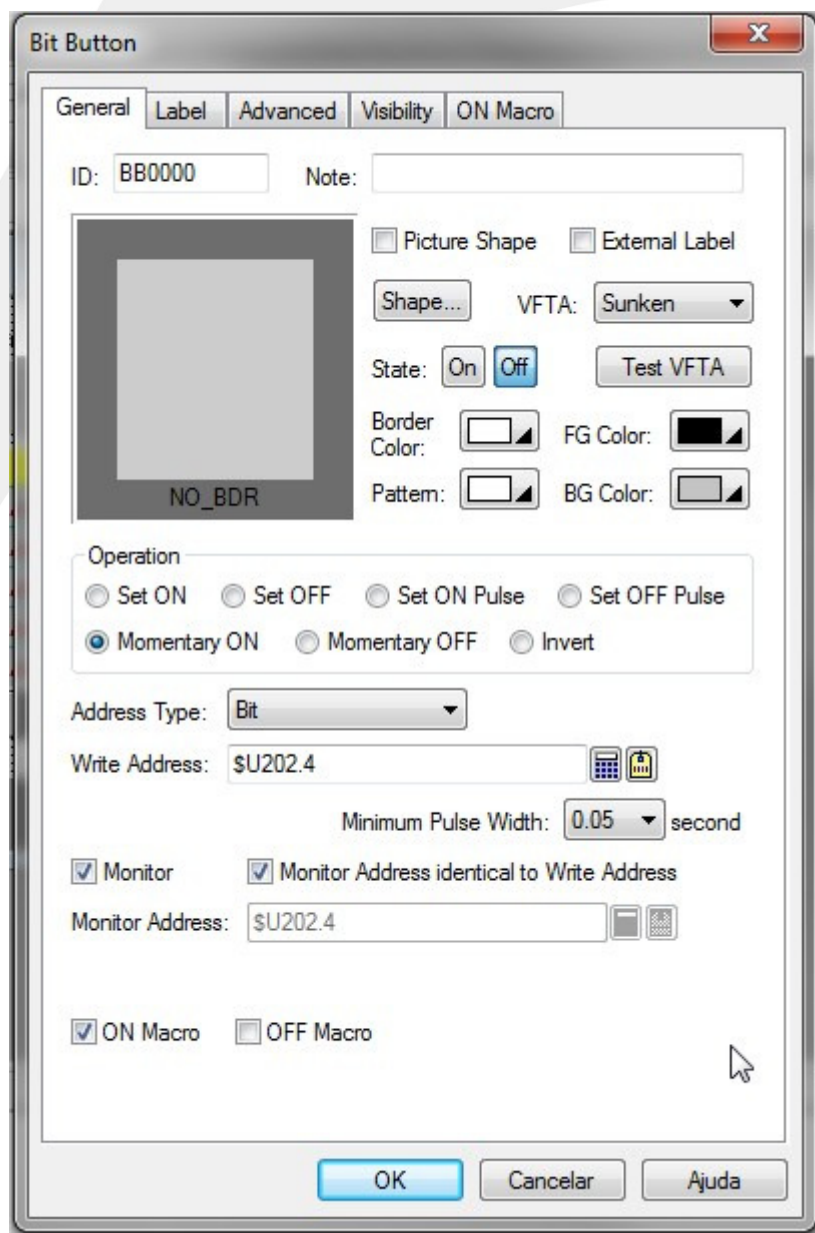 Bit Button
General Label Advanced Visibility ON Macro
ID: BB0000 Note:
Picture Shape External Label
Shape... VFTA: Sunken
State: On Off Test VFTA
Border Color: FG Color:
Pattern: BG Color:
NO_BDR
Operation
Set ON Set OFF Set ON Pulse Set OFF Pulse
Momentary ON Momentary OFF Invert
Address Type: Bit
Write Address: $U202.4
Minimum Pulse Width: 0.05 second
Monitor Monitor Address identical to Write Address
Monitor Address: $U202.4
ON Macro OFF Macro
OK Cancelar Ajuda